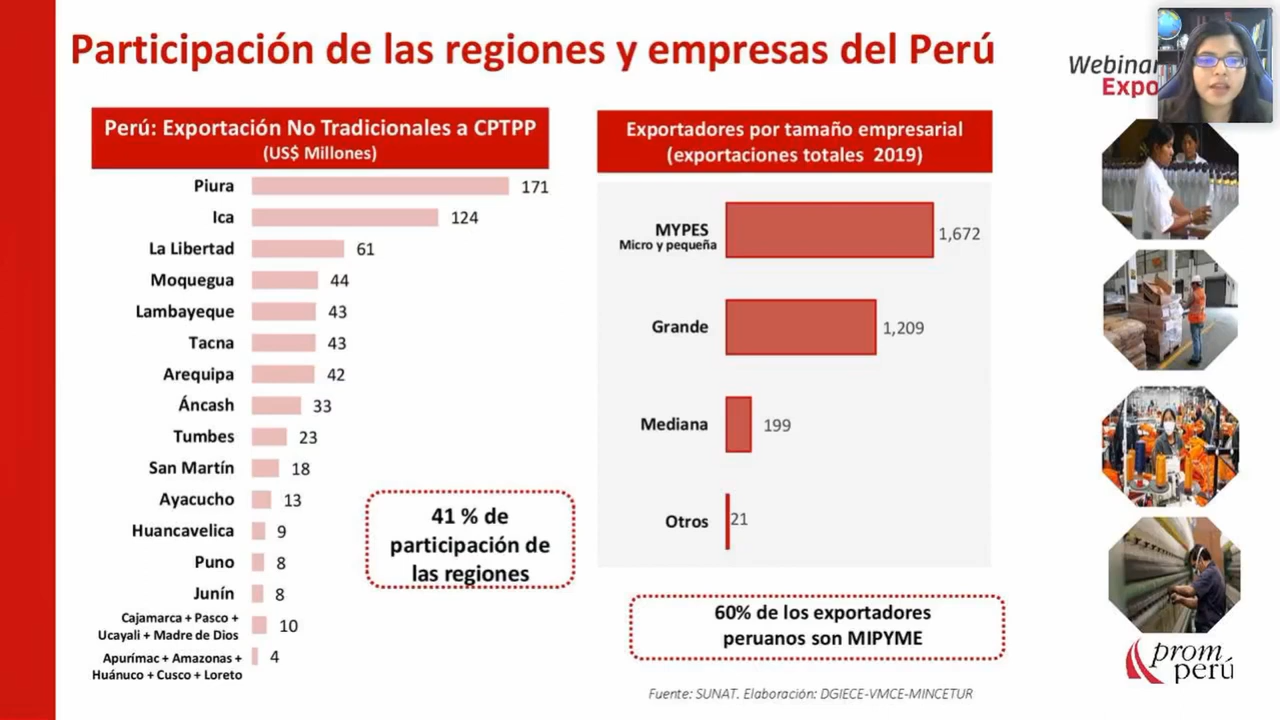 Participación de las regiones y empresas del Perú
Webinar
Expo
Perú: Exportación No Tradicionales a CPTPP
(US$ Millones)
Piura 171
Ica 124
La Libertad 61
Moquegua 44
Lambayeque 43
Tacna 43
Arequipa 42
Áncash 33
Tumbes 23
San Martín 18
Ayacucho 13
Huancavelica 9
Puno 8
Junín 8
Cajamarca + Pasco +
Ucayali + Madre de Dios 10
Apurímac + Amazonas +
Huánuco + Cusco + Loreto 4
41 % de
participación de
las regiones
Exportadores por tamaño empresarial
(exportaciones totales 2019)
MYPES
Micro y pequeña 1,672
Grande 1,209
Mediana 199
Otros 21
60% de los exportadores
peruanos son MIPYME
Fuente: SUNAT. Elaboración: DGIECE-VMCE-MINCETUR
prom
perú